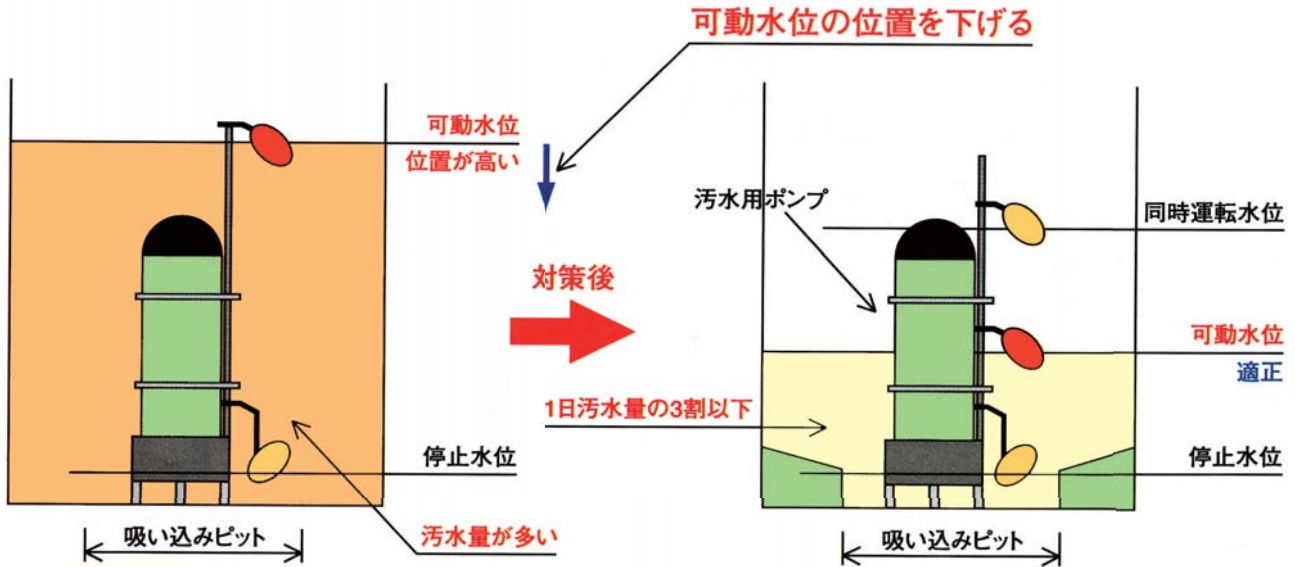 可動水位の位置を下げる
可動水位
位置が高い
停止水位
汚水量が多い
吸い込みピット
対策後
汚水用ポンプ
同時運転水位
可動水位
適正
1日汚水量の3割以下
停止水位
吸い込みピット